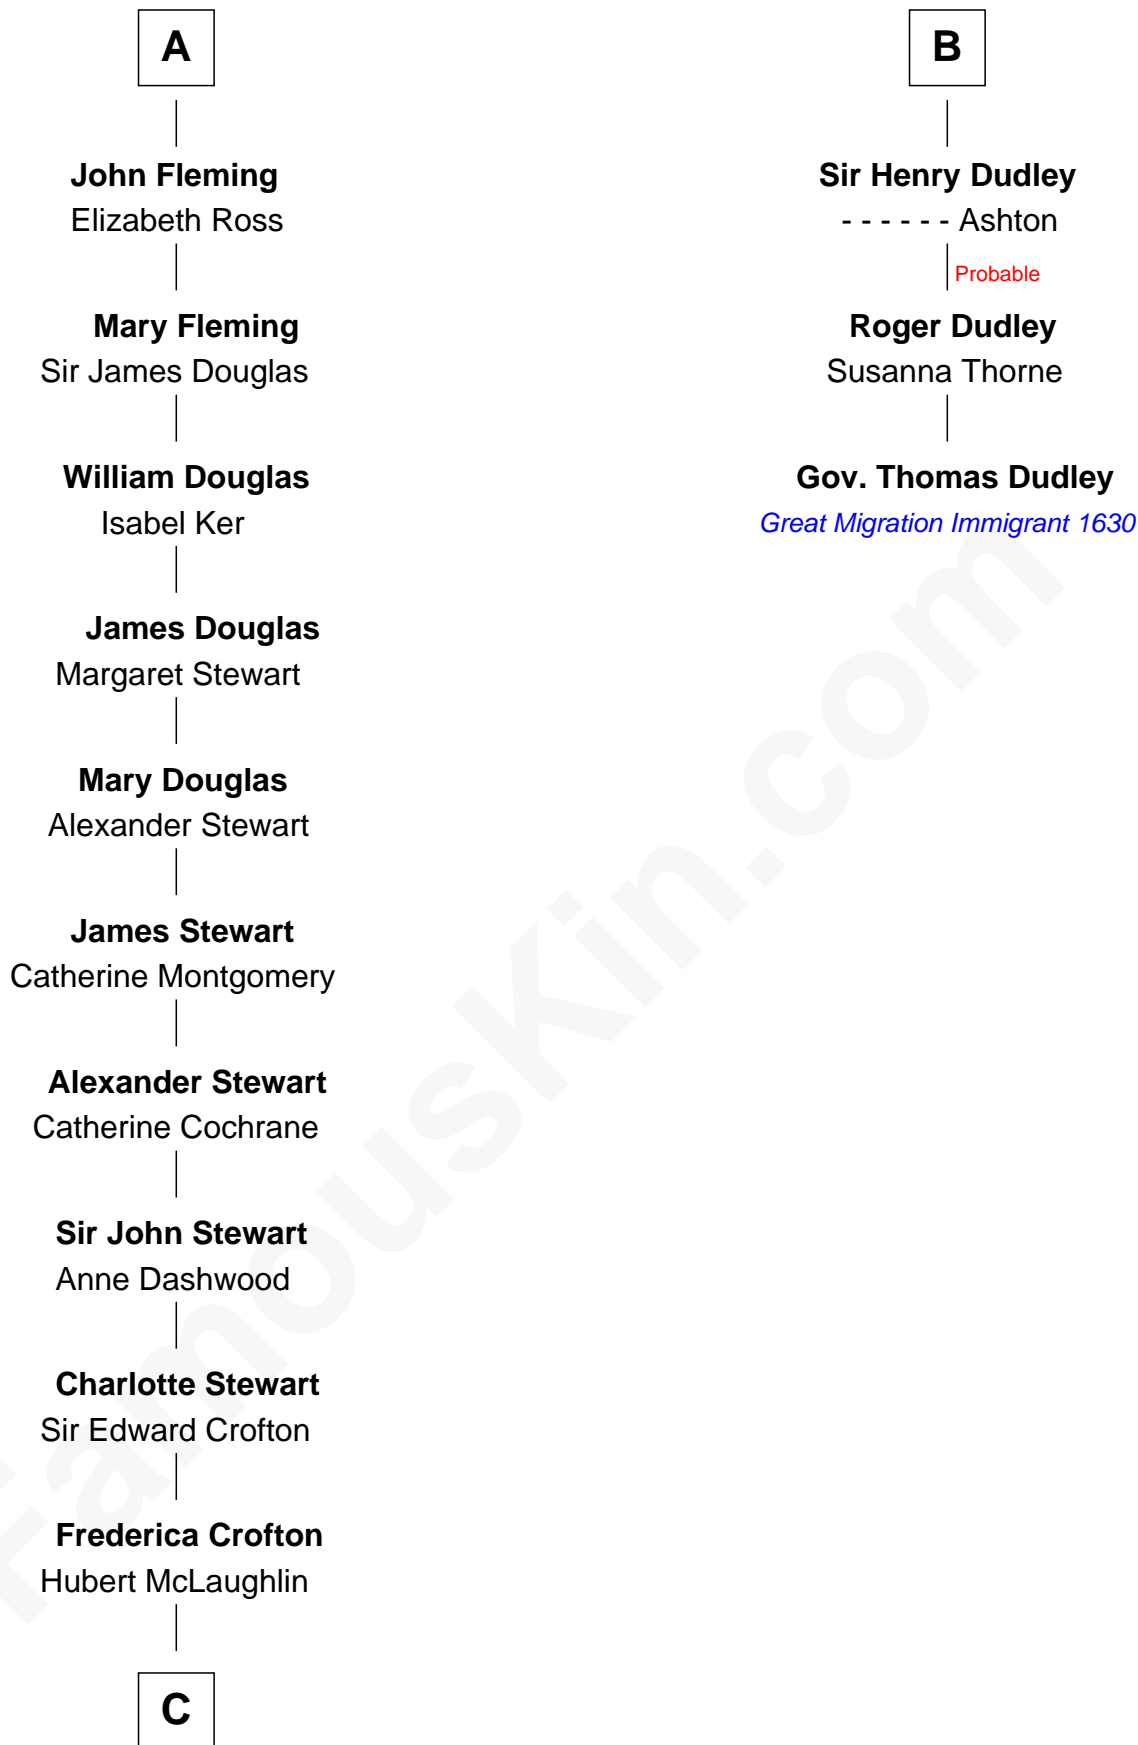 A
John Fleming
Elizabeth Ross
Mary Fleming
Sir James Douglas
William Douglas
Isabel Ker
James Douglas
Margaret Stewart
Mary Douglas
Alexander Stewart
James Stewart
Catherine Montgomery
Alexander Stewart
Catherine Cochrane
Sir John Stewart
Anne Dashwood
Charlotte Stewart
Sir Edward Crofton
Frederica Crofton
Hubert McLaughlin
C
B
Sir Henry Dudley
- - - - - - Ashton
Probable
Roger Dudley
Susanna Thorne
Gov. Thomas Dudley
Great Migration Immigrant 1630
FamousKin.com